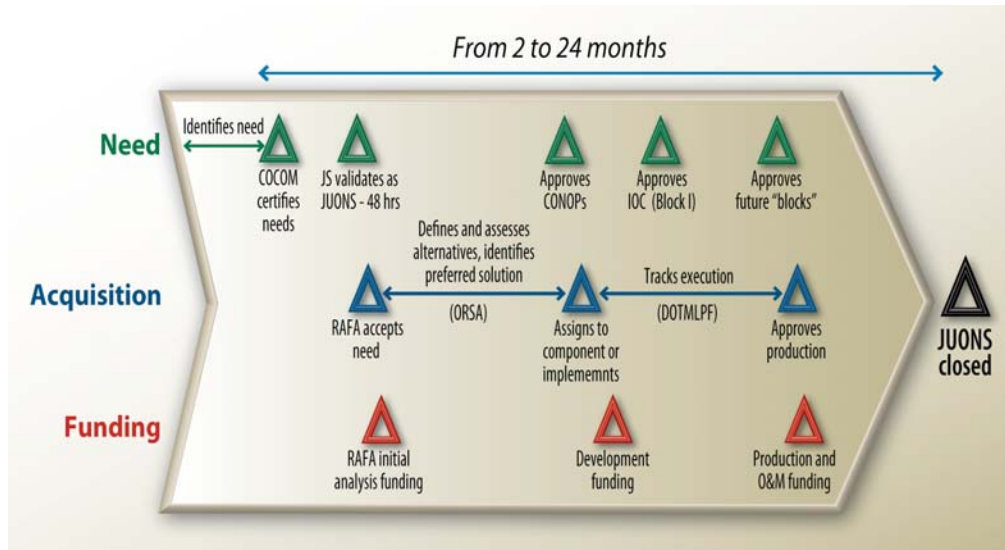 From 2 to 24 months
Need
Identifies need
COCOM
certifies
needs
JS validates as
JUONS - 48 hrs
Approves
CONOPs
Approves
IOC (Block I)
Approves
future “blocks”
Acquisition
RAFA accepts
need
Defines and assesses
alternatives, identifies
preferred solution
(ORSA)
Assigns to
component or
implememnts
Tracks execution
(DOTMLPF)
Approves
production
JUONS
closed
Funding
RAFA initial
analysis funding
Development
funding
Production and
O&M funding